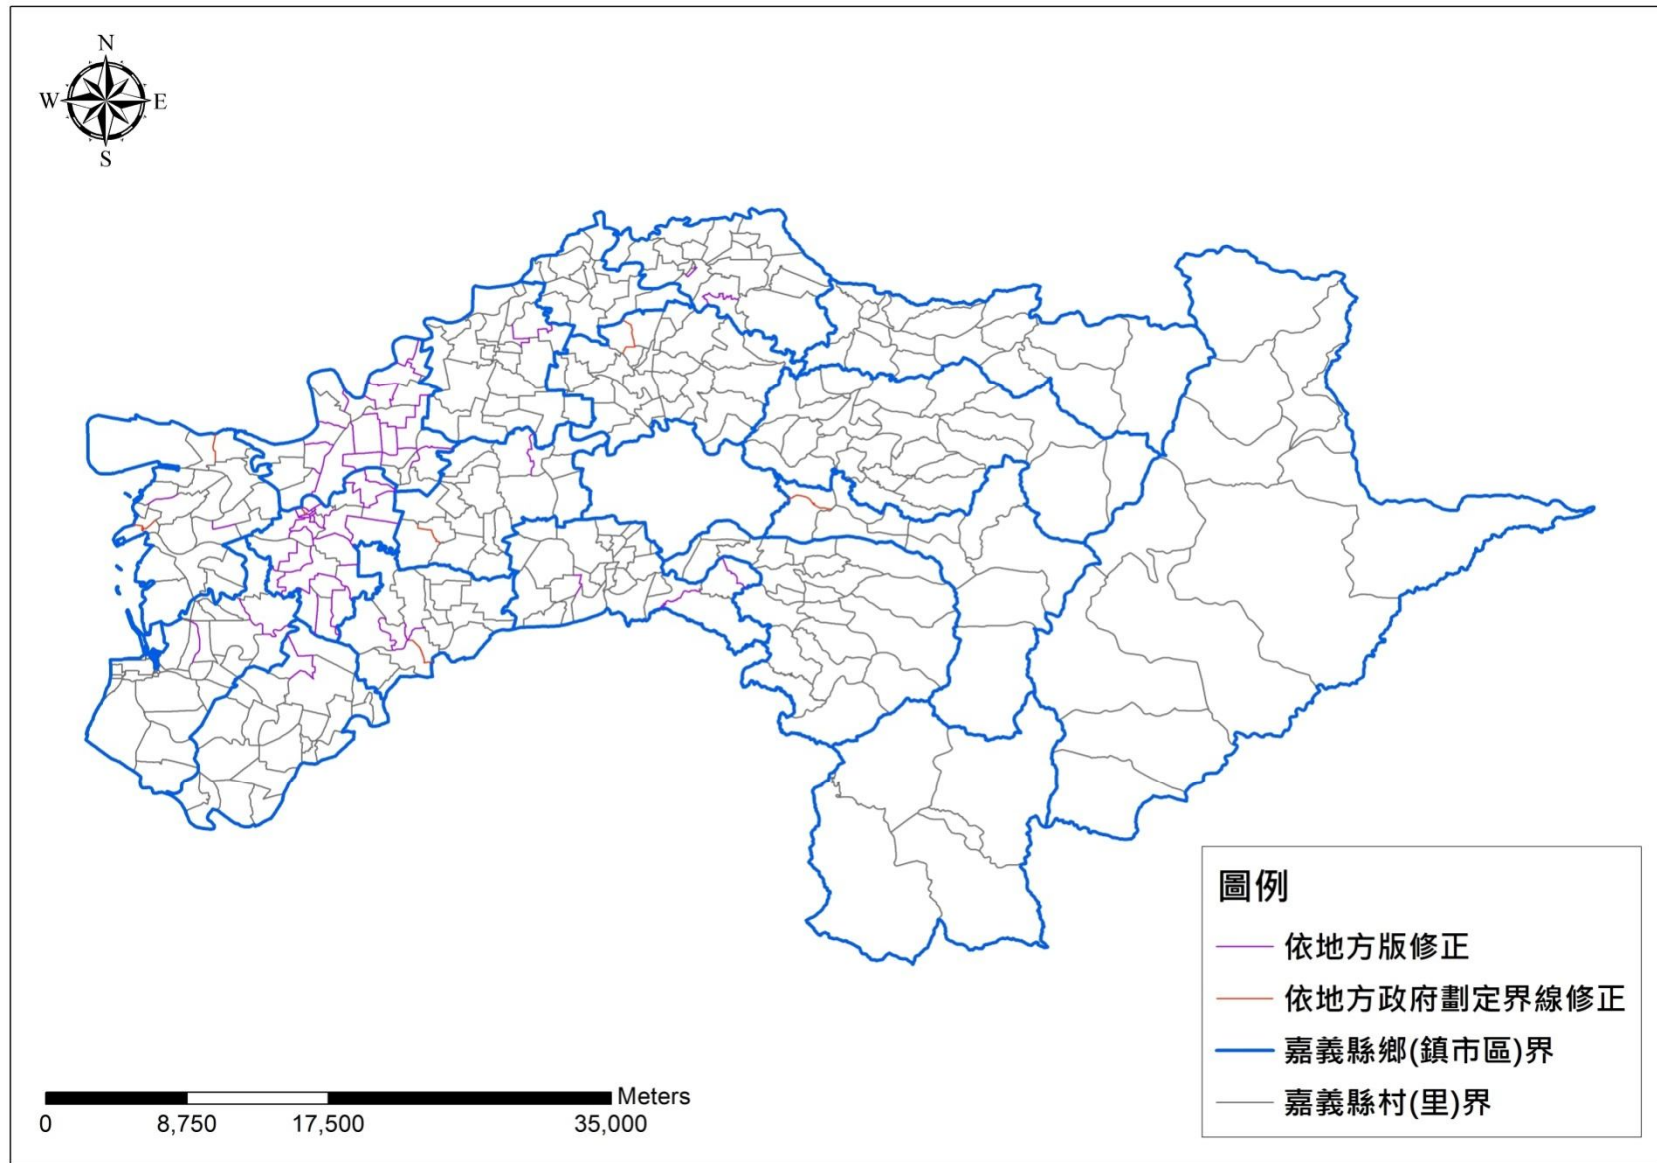 N
W E
S
圖例
依地方版修正
依地方政府劃定界線修正
嘉義縣鄉(鎮市區)界
嘉義縣村(里)界
Meters
0 8,750 17,500 35,000